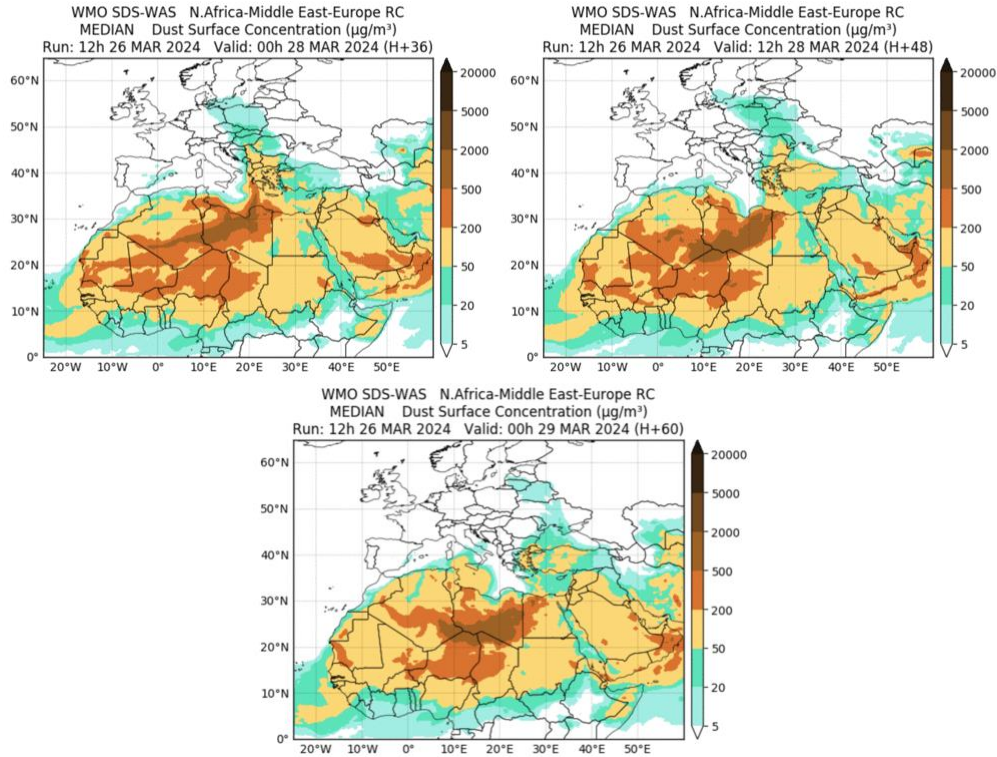 WMO SDS-WAS N.Africa-Middle East-Europe RC
MEDIAN Dust Surface Concentration (µg/m³)
Run: 12h 26 MAR 2024 Valid: 00h 28 MAR 2024 (H+36)
60°N
50°N
40°N
30°N
20°N
10°N
0°
20°W
10°W
0°
10°E
20°E
30°E
40°E
50°E
20000
5000
2000
500
200
50
20
5
WMO SDS-WAS N.Africa-Middle East-Europe RC
MEDIAN Dust Surface Concentration (µg/m³)
Run: 12h 26 MAR 2024 Valid: 12h 28 MAR 2024 (H+48)
60°N
50°N
40°N
30°N
20°N
10°N
0°
20°W
10°W
0°
10°E
20°E
30°E
40°E
50°E
20000
5000
2000
500
200
50
20
5
WMO SDS-WAS N.Africa-Middle East-Europe RC
MEDIAN Dust Surface Concentration (µg/m³)
Run: 12h 26 MAR 2024 Valid: 00h 29 MAR 2024 (H+60)
60°N
50°N
40°N
30°N
20°N
10°N
0°
20°W
10°W
0°
10°E
20°E
30°E
40°E
50°E
20000
5000
2000
500
200
50
20
5